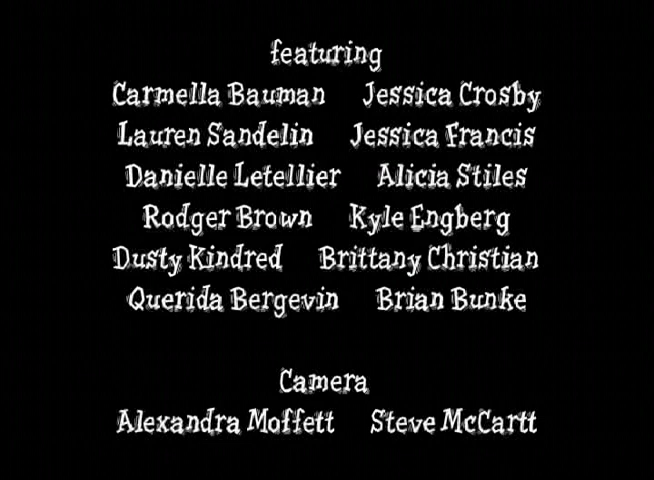 featuring
Carmella Bauman Jessica Crosby
Lauren Sandelin Jessica Francis
Danielle Letellier Alicia Stiles
Rodger Brown Kyle Engberg
Dusty Kindred Brittany Christian
Querida Bergevin Brian Bunke
Camera
Alexandra Moffett Steve McCartt